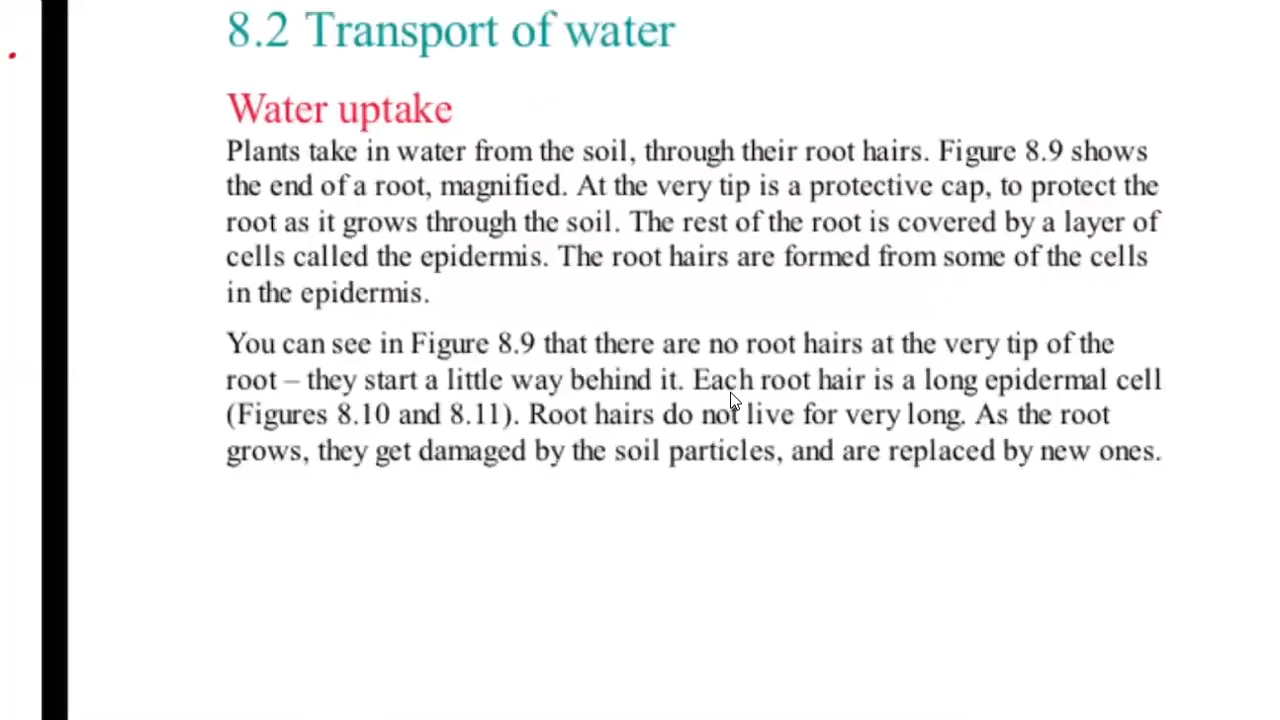 8.2 Transport of water
Water uptake
Plants take in water from the soil, through their root hairs. Figure 8.9 shows
the end of a root, magnified. At the very tip is a protective cap, to protect the
root as it grows through the soil. The rest of the root is covered by a layer of
cells called the epidermis. The root hairs are formed from some of the cells
in the epidermis.
You can see in Figure 8.9 that there are no root hairs at the very tip of the
root – they start a little way behind it. Each root hair is a long epidermal cell
(Figures 8.10 and 8.11). Root hairs do not live for very long. As the root
grows, they get damaged by the soil particles, and are replaced by new ones.